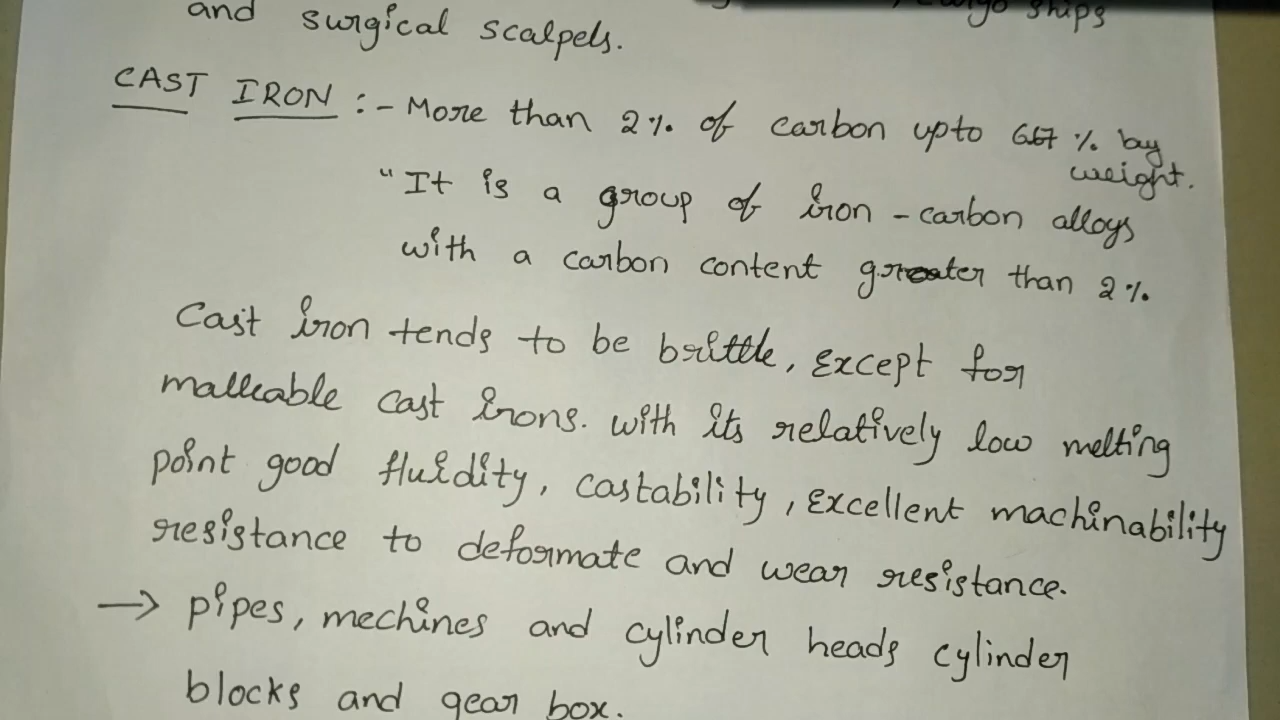 cargo ships
and surgical scalpels.
CAST IRON :- More than 2%. of carbon upto 6.67 %. by
weight.
"It is a group of iron - carbon alloys
with a carbon content greater than 2%.
Cast iron tends to be brittle, Except for
malleable cast irons. with its relatively low melting
point good fluidity, castability, Excellent machinability
resistance to deformate and wear resistance.
→ pipes, mechines and cylinder heads cylinder
blocks and gear box.